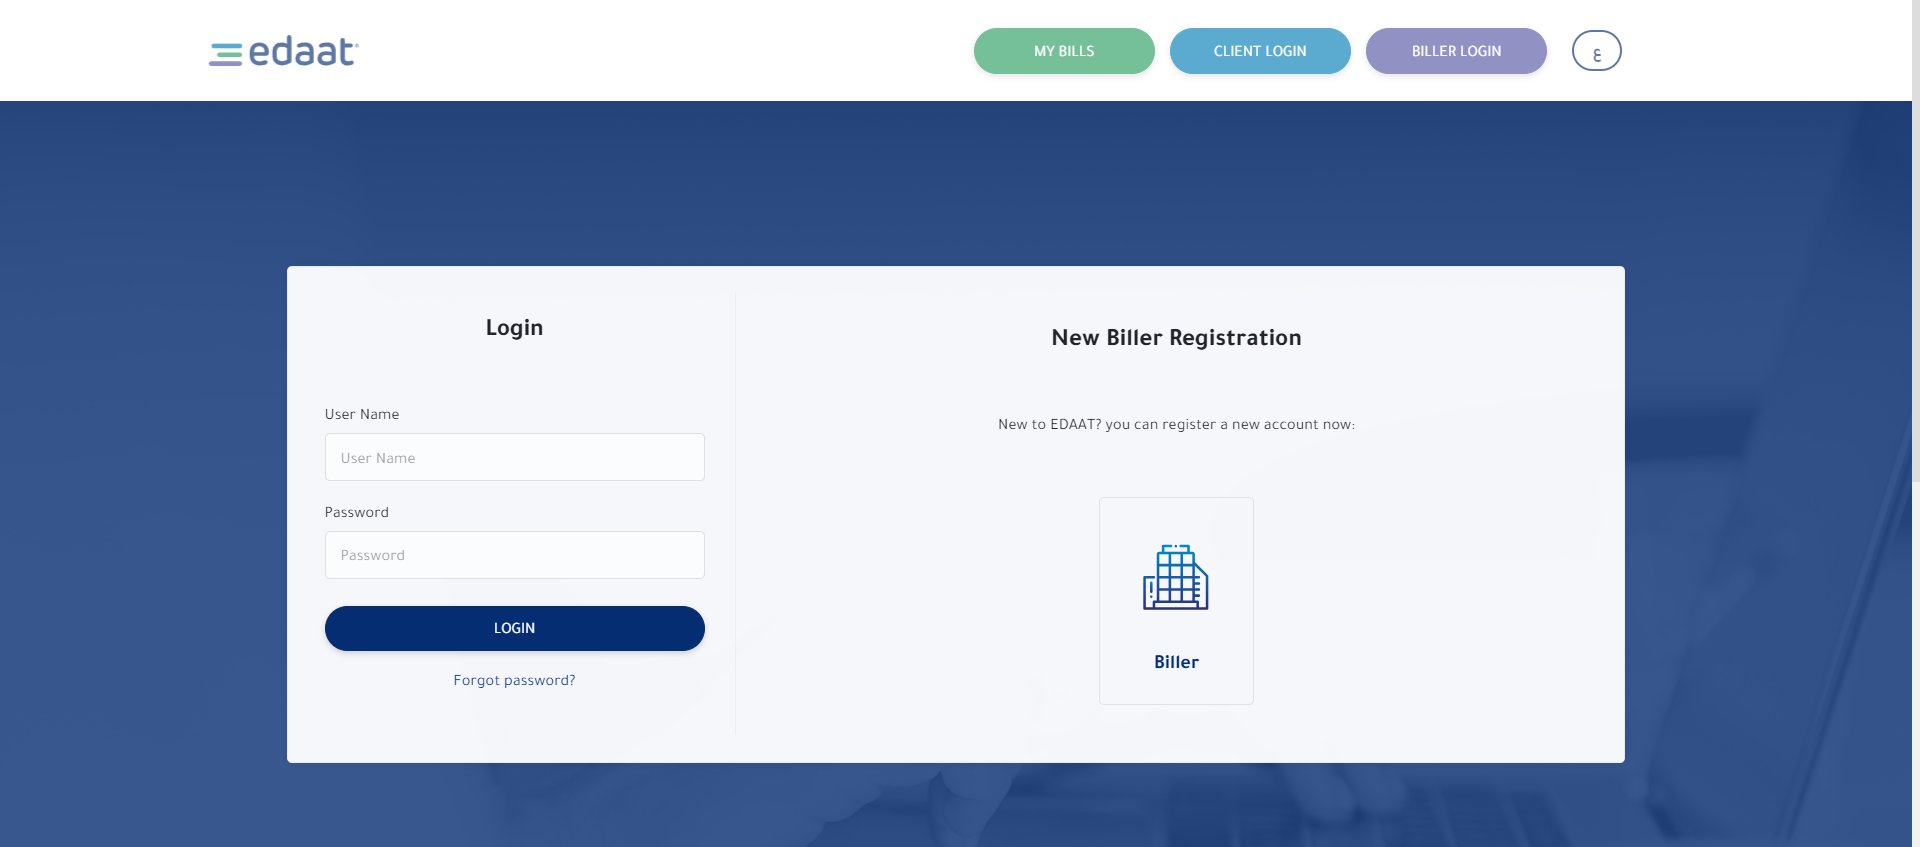 edaat
MY BILLS
CLIENT LOGIN
BILLER LOGIN
ع
Login
User Name
User Name
Password
Password
LOGIN
Forgot password?
New Biller Registration
New to EDAAT? you can register a new account now:
Biller